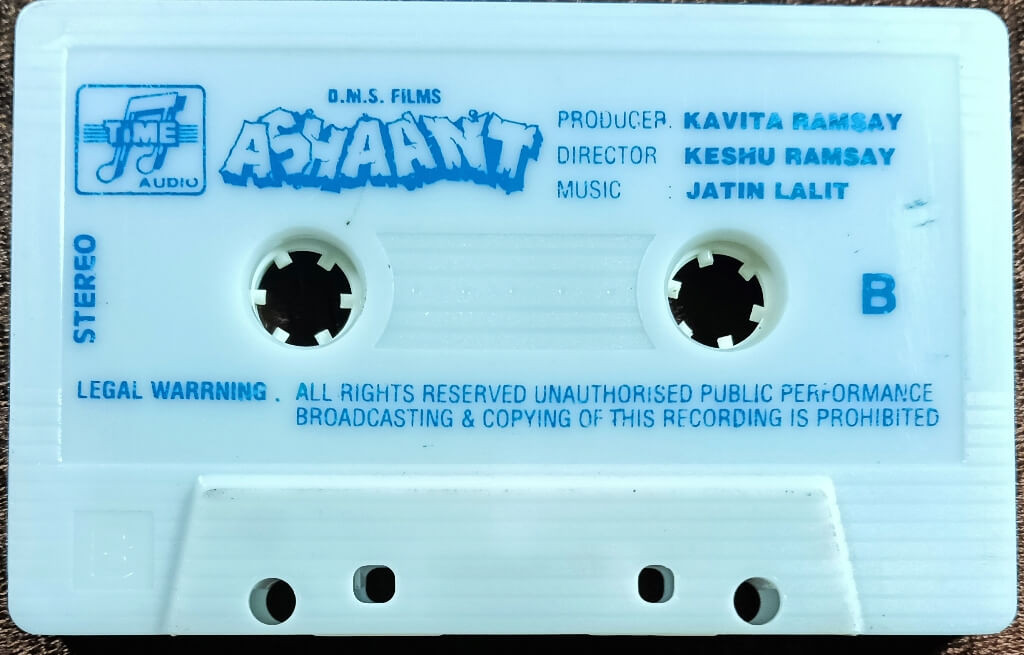 TIME
AUDIO
D.M.S. FILMS
ASHAANT
PRODUCER. KAVITA RAMSAY
DIRECTOR KESHU RAMSAY
MUSIC : JATIN LALIT
STEREO
B
LEGAL WARRNING . ALL RIGHTS RESERVED UNAUTHORISED PUBLIC PERFORMANCE
BROADCASTING & COPYING OF THIS RECORDING IS PROHIBITED